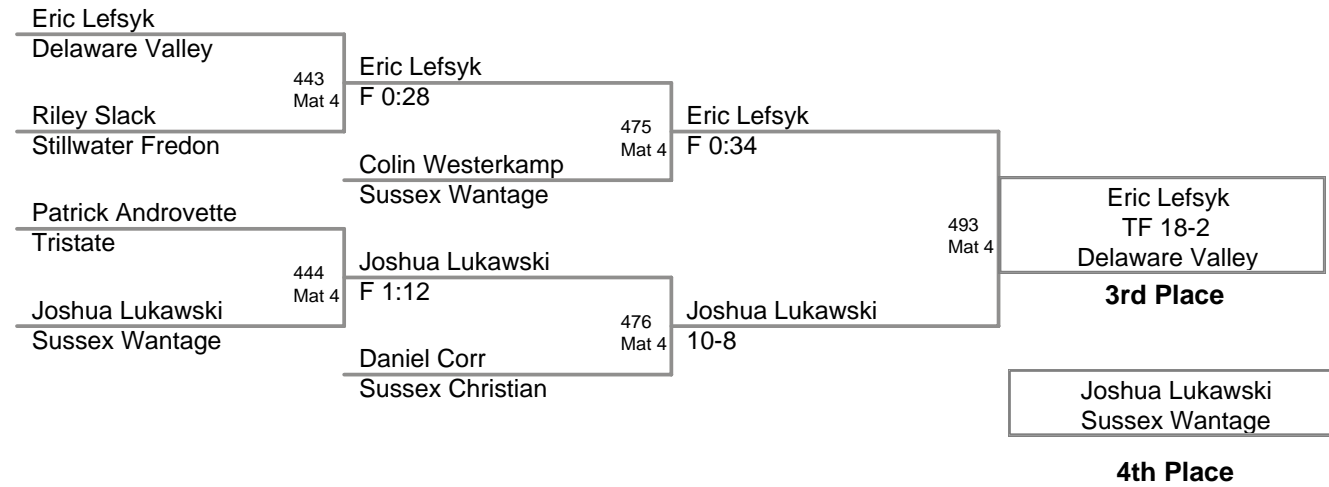 Eric Lefsyk
Delaware Valley
443
Mat 4
Eric Lefsyk
F 0:28
Riley Slack
Stillwater Fredon
475
Mat 4
Eric Lefsyk
F 0:34
Colin Westerkamp
Sussex Wantage
Patrick Androvette
Tristate
493
Mat 4
Eric Lefsyk
TF 18-2
Delaware Valley
3rd Place
444
Mat 4
Joshua Lukawski
F 1:12
Joshua Lukawski
Sussex Wantage
476
Mat 4
Joshua Lukawski
10-8
Daniel Corr
Sussex Christian
Joshua Lukawski
Sussex Wantage
4th Place